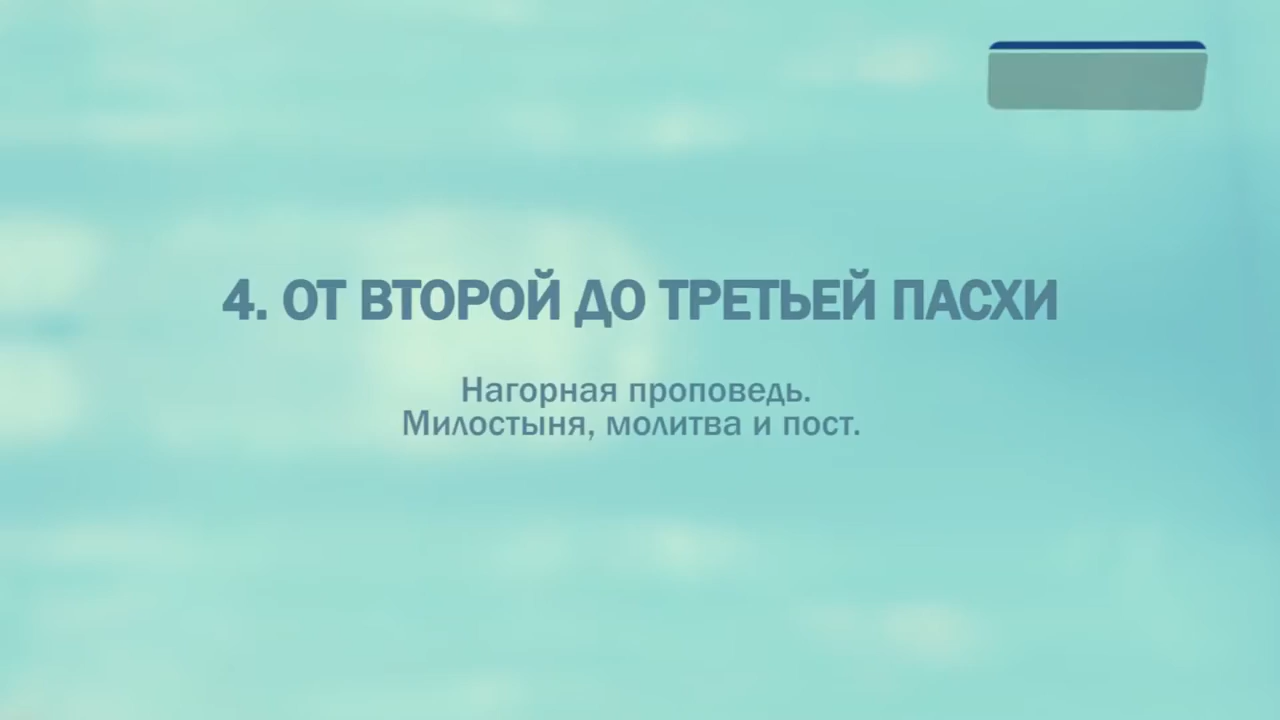 4. ОТ ВТОРОЙ ДО ТРЕТЬЕЙ ПАСХИ
Нагорная проповедь.
Милостыня, молитва и пост.